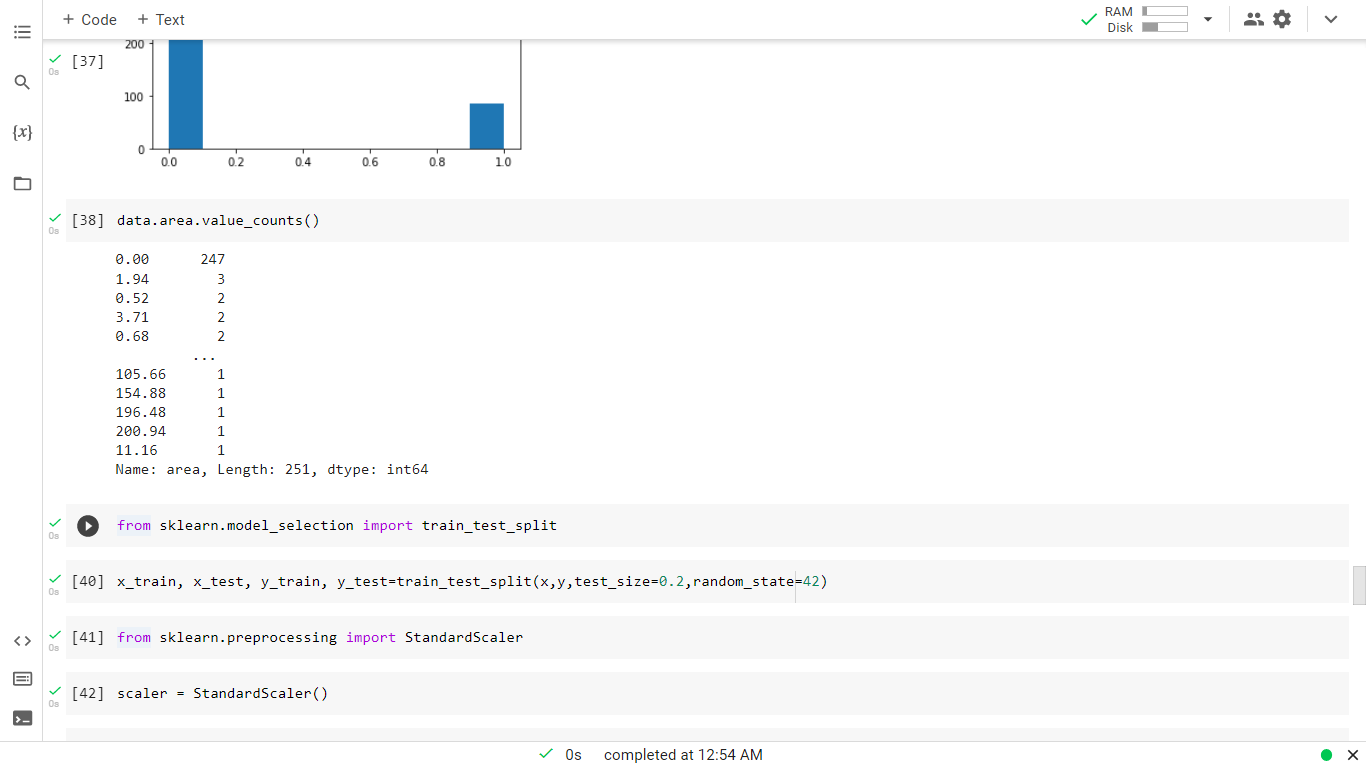 + Code + Text
RAM
Disk
200
0s
[37]
100
0
0.0 0.2 0.4 0.6 0.8 1.0
{x}
0s
[38] data.area.value_counts()
0.00 247
1.94 3
0.52 2
3.71 2
0.68 2
...
105.66 1
154.88 1
196.48 1
200.94 1
11.16 1
Name: area, Length: 251, dtype: int64
0s
from sklearn.model_selection import train_test_split
0s
[40] x_train, x_test, y_train, y_test=train_test_split(x,y,test_size=0.2,random_state=42)
0s
[41] from sklearn.preprocessing import StandardScaler
0s
[42] scaler = StandardScaler()
0s
0s completed at 12:54 AM